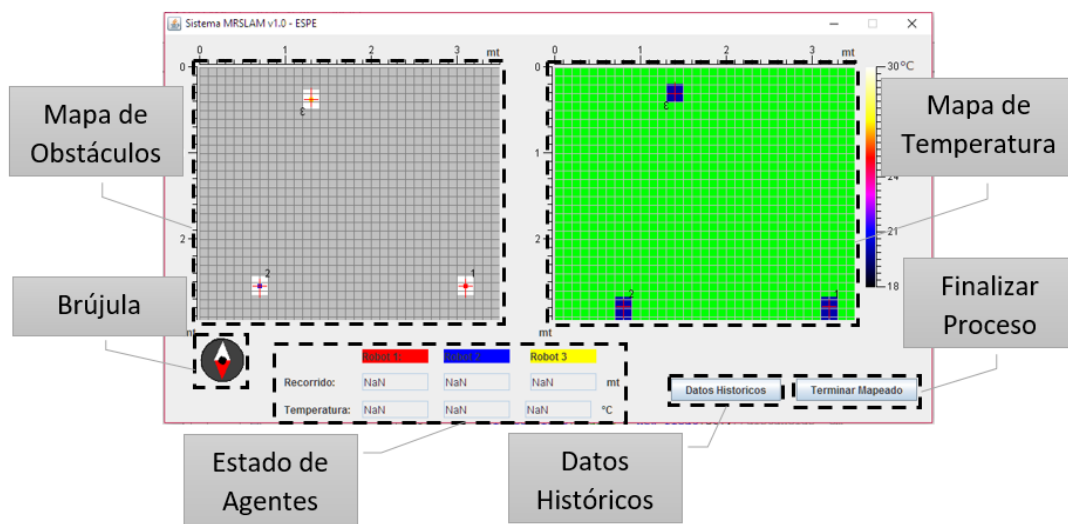 Sistema MRSLAM v1.0 - ESPE
0 1 2 3
mt
0 1 2 3
mt
0
1
2
mt
3
2
1
0
1
2
mt
3
2
1
30°C
24
21
18
Mapa de
Obstáculos
Mapa de
Temperatura
Brújula
Finalizar
Proceso
Robot 1 Robot 2 Robot 3
Recorrido: NaN NaN NaN mt
Temperatura: NaN NaN NaN °C
Datos Historicos Terminar Mapeado
Estado de
Agentes
Datos
Históricos